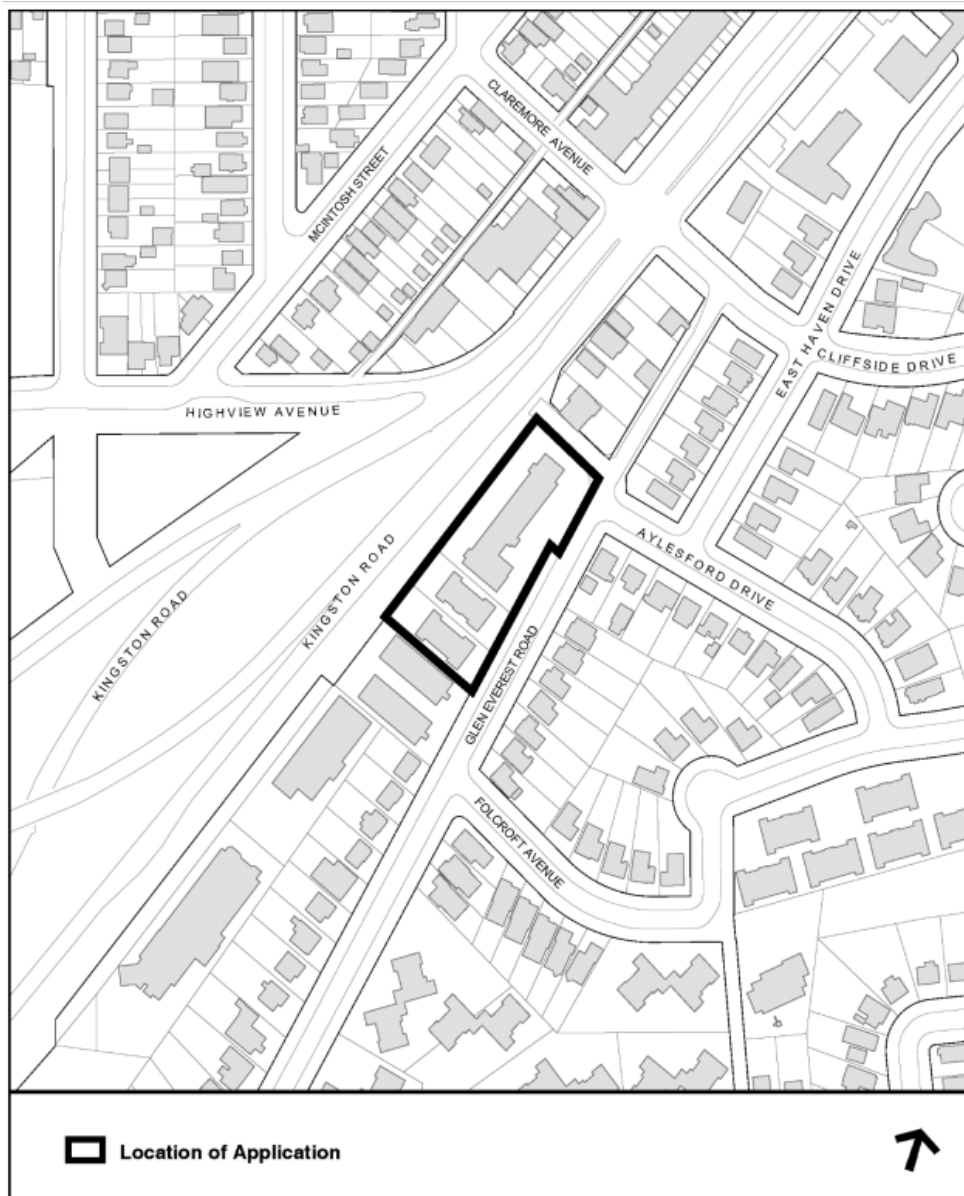 CLAREMORE AVENUE
MCINTOSH STREET
EAST HAVEN DRIVE
CLIFFSIDE DRIVE
HIGHVIEW AVENUE
KINGSTON ROAD
AYLESFORD DRIVE
KINGSTON ROAD
GLEN EVEREST ROAD
FOLCROFT AVENUE
Location of Application